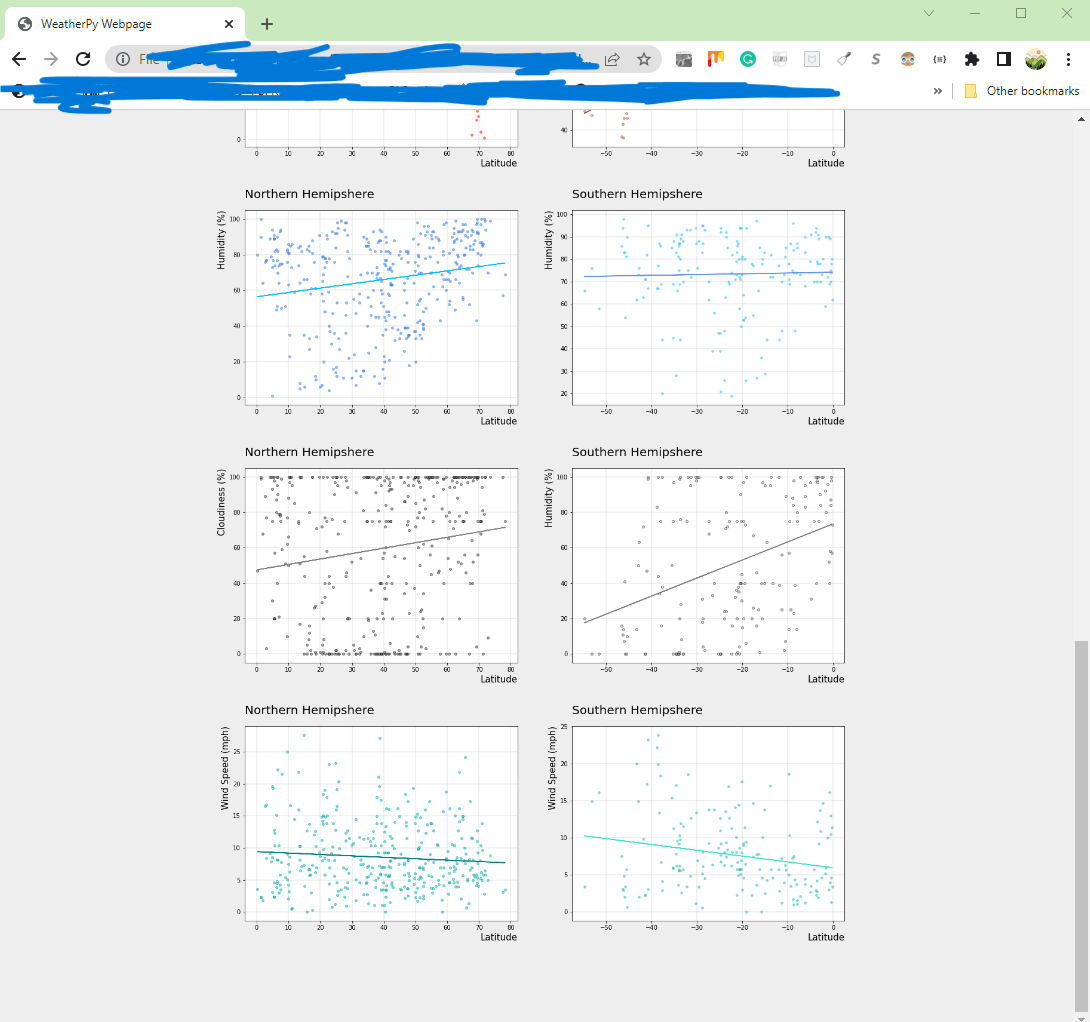 WeatherPy Webpage
File
Other bookmarks
0
0 10 20 30 40 50 60 70 80
Latitude
40
−50 −40 −30 −20 −10 0
Latitude
Northern Hemipshere
Humidity (%)
100
80
60
40
20
0
0 10 20 30 40 50 60 70 80
Latitude
Southern Hemipshere
Humidity (%)
100
90
80
70
60
50
40
30
20
−50 −40 −30 −20 −10 0
Latitude
Northern Hemipshere
Cloudiness (%)
100
80
60
40
20
0
0 10 20 30 40 50 60 70 80
Latitude
Southern Hemipshere
Humidity (%)
100
80
60
40
20
0
−50 −40 −30 −20 −10 0
Latitude
Northern Hemipshere
Wind Speed (mph)
25
20
15
10
5
0
0 10 20 30 40 50 60 70 80
Latitude
Southern Hemipshere
Wind Speed (mph)
25
20
15
10
5
0
−50 −40 −30 −20 −10 0
Latitude